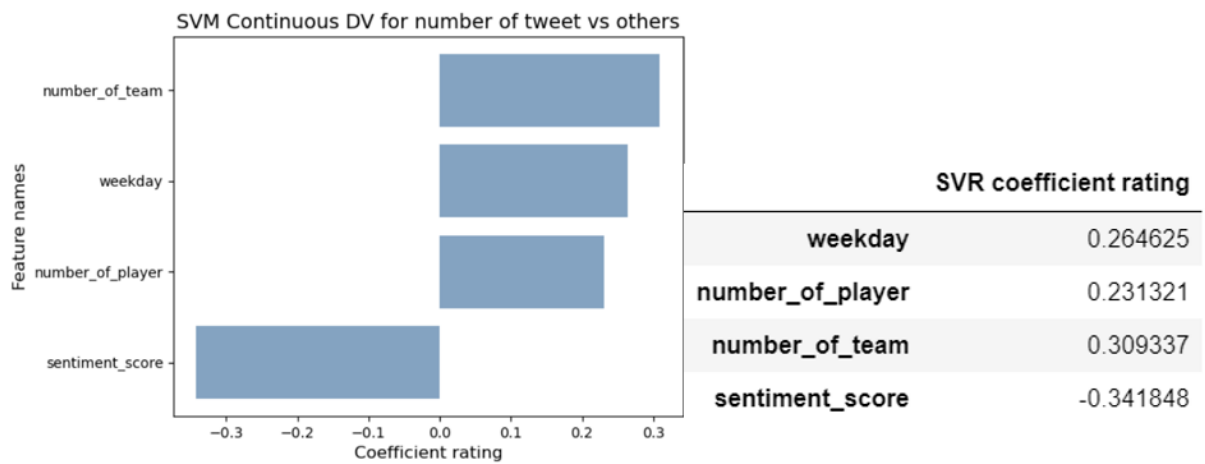 SVM Continuous DV for number of tweet vs others
Feature names
number_of_team
weekday
number_of_player
sentiment_score
−0.3 −0.2 −0.1 0.0 0.1 0.2 0.3
Coefficient rating
SVR coefficient rating
weekday 0.264625
number_of_player 0.231321
number_of_team 0.309337
sentiment_score -0.341848